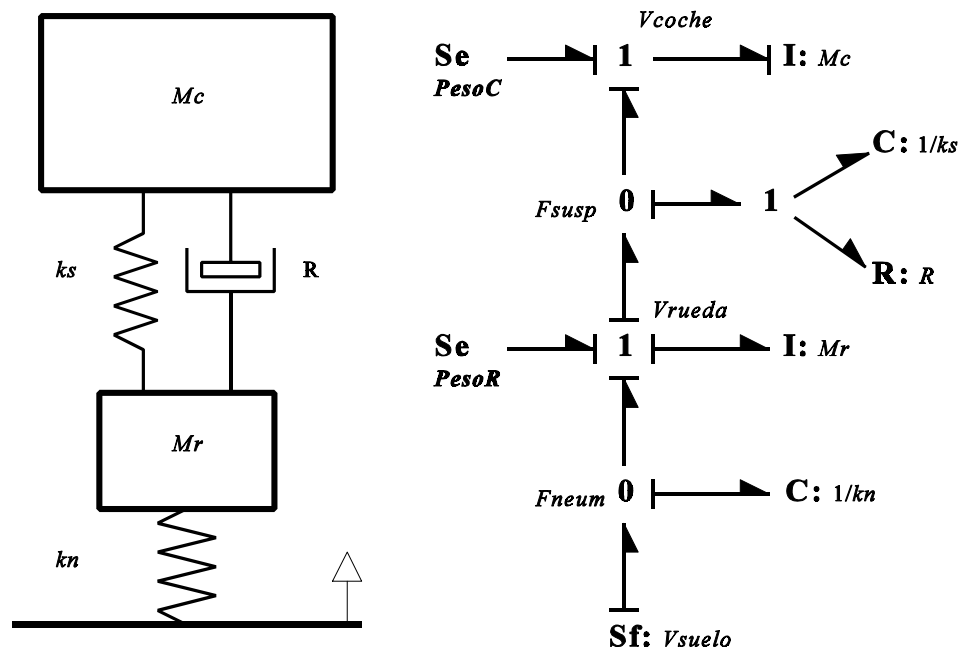 Mc
ks
R
Mr
kn
Vcoche
Se 1 I: Mc
PesoC
C: 1/ks
Fsusp 0 1
R: R
Vrueda
Se 1 I: Mr
PesoR
Fneum 0 C: 1/kn
Sf: Vsuelo